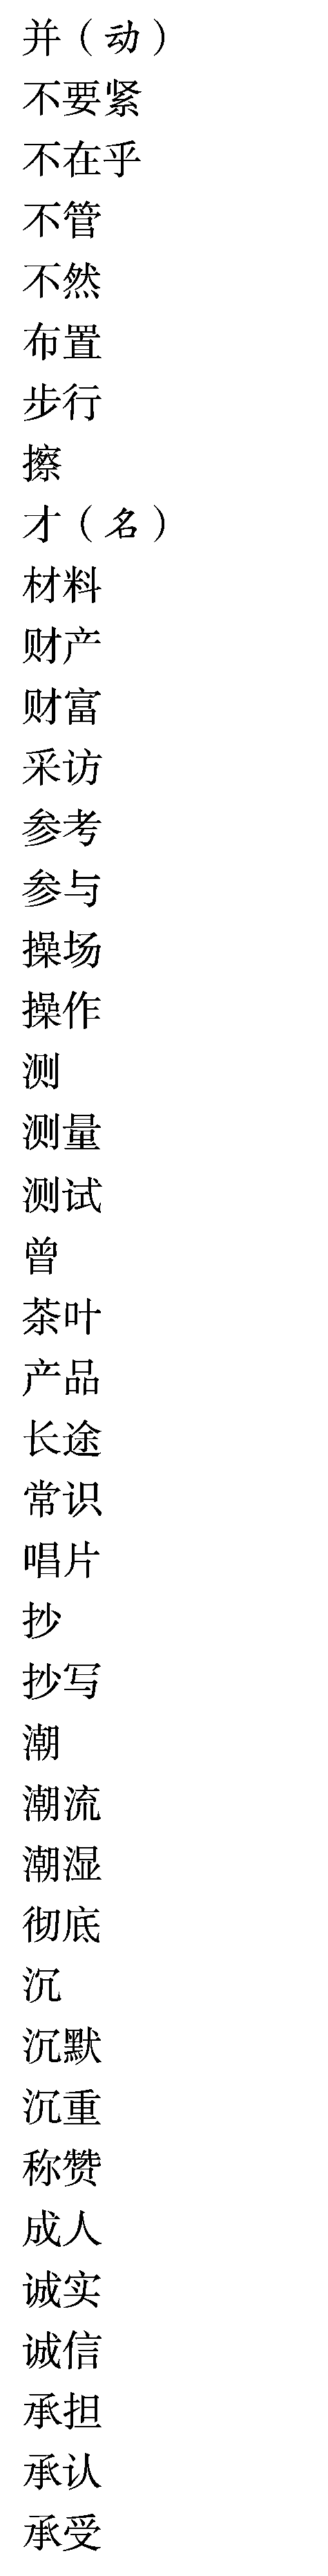 并（动）
不要紧
不在乎
不管
不然
布置
步行
擦
才（名）
材料
财产
财富
采访
参考
参与
操场
操作
测
测量
测试
曾
茶叶
产品
长途
常识
唱片
抄
抄写
潮
潮流
潮湿
彻底
沉
沉默
沉重
称赞
成人
诚实
诚信
承担
承认
承受